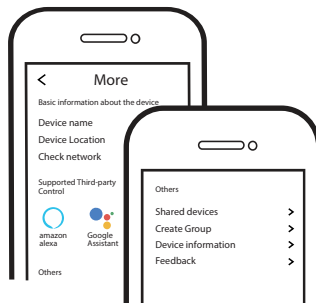 More
Basic information about the device
Device name
Device Location
Check network
Supported Third-party
Control
amazon
alexa
Google
Assistant
Others
Others
Shared devices
Create Group
Device information
Feedback